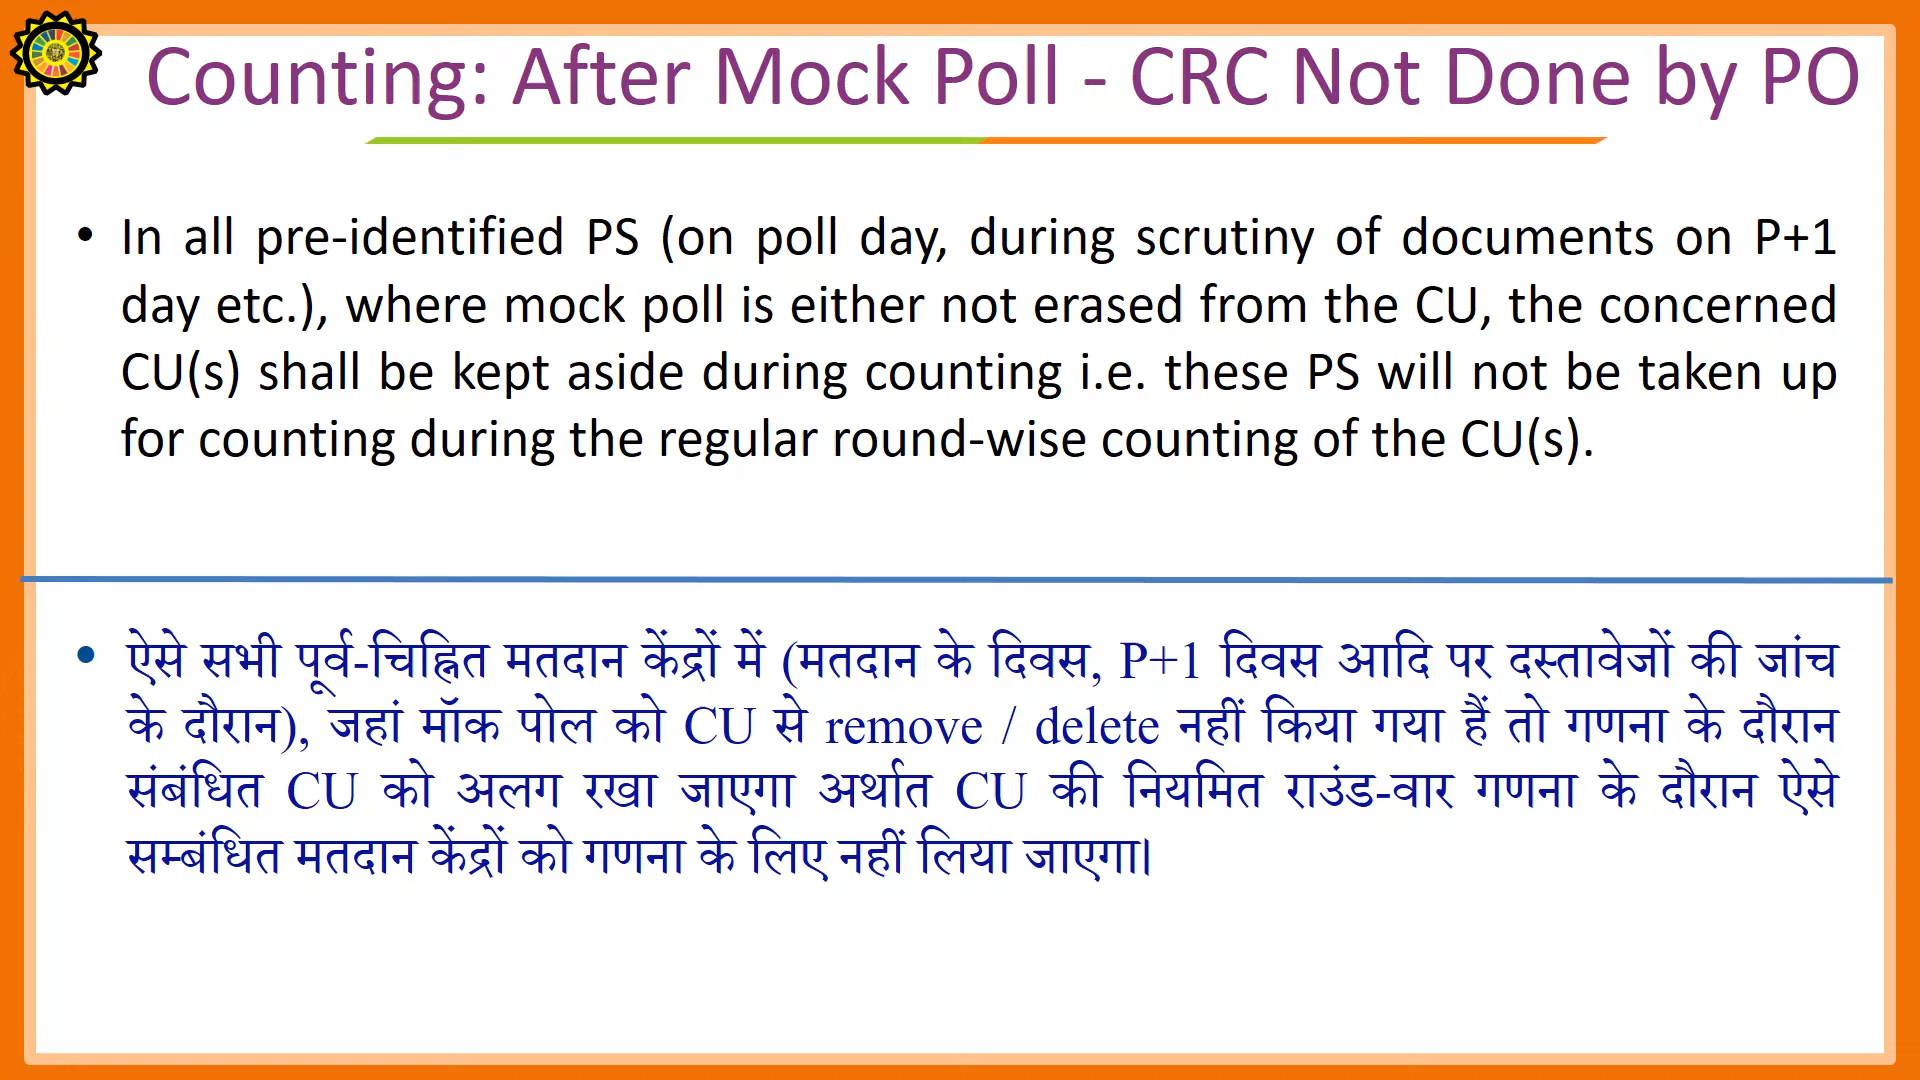 Counting: After Mock Poll - CRC Not Done by PO
• In all pre-identified PS (on poll day, during scrutiny of documents on P+1
day etc.), where mock poll is either not erased from the CU, the concerned
CU(s) shall be kept aside during counting i.e. these PS will not be taken up
for counting during the regular round-wise counting of the CU(s).
• ऐसे सभी पूर्व-चिह्नित मतदान केंद्रों में (मतदान के दिवस, P+1 दिवस आदि पर दस्तावेजों की जांच
के दौरान), जहां मॉक पोल को CU से remove / delete नहीं किया गया हैं तो गणना के दौरान
संबंधित CU को अलग रखा जाएगा अर्थात CU की नियमित राउंड-वार गणना के दौरान ऐसे
सम्बंधित मतदान केंद्रों को गणना के लिए नहीं लिया जाएगा।